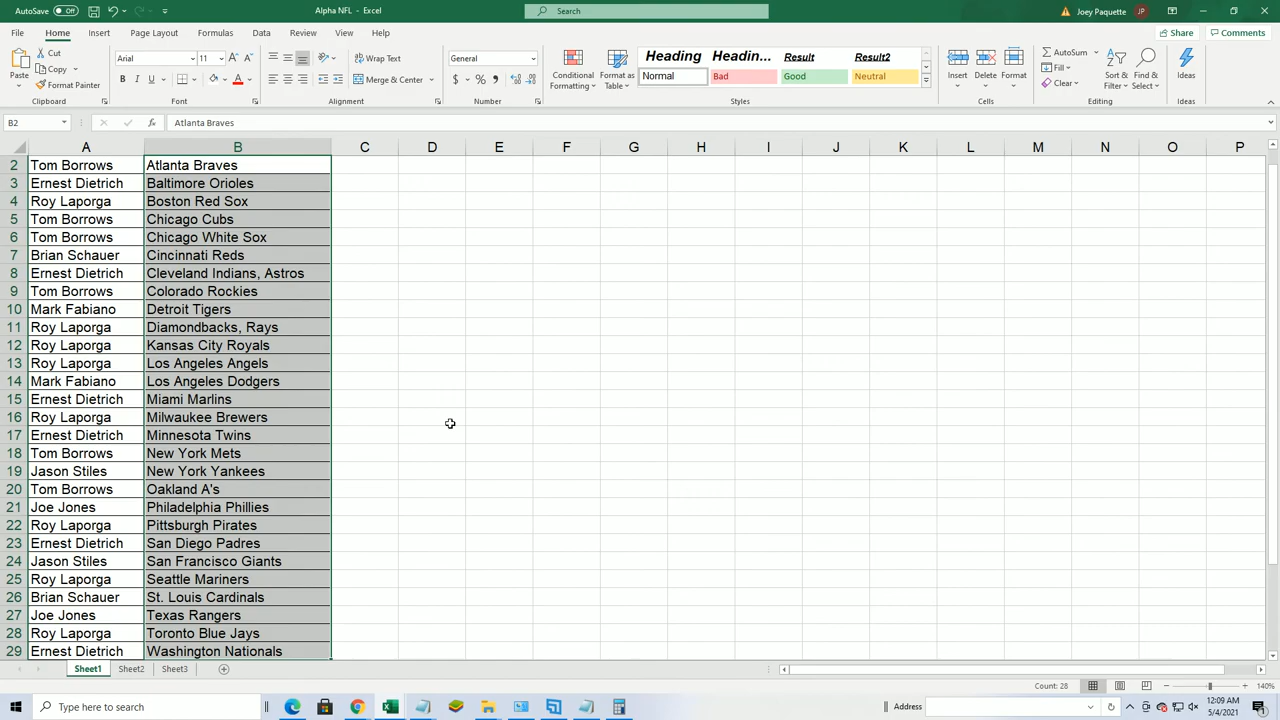 AutoSave Off Alpha NFL - Excel Search Joey Paquette JP
File Home Insert Page Layout Formulas Data Review View Help Share Comments
Paste Cut Copy Format Painter Clipboard
Arial 11 A A B I U A Font
ab Wrap Text Merge & Center Alignment
General $ % , Number
Conditional Formatting Format as Table Heading Headin... Result Result2
Normal Bad Good Neutral Styles
Insert Delete Format Cells
AutoSum Fill Clear Sort & Filter Find & Select Editing
Ideas Ideas
B2 fx Atlanta Braves
A B C D E F G H I J K L M N O P
2 Tom Borrows Atlanta Braves
3 Ernest Dietrich Baltimore Orioles
4 Roy Laporga Boston Red Sox
5 Tom Borrows Chicago Cubs
6 Tom Borrows Chicago White Sox
7 Brian Schauer Cincinnati Reds
8 Ernest Dietrich Cleveland Indians, Astros
9 Tom Borrows Colorado Rockies
10 Mark Fabiano Detroit Tigers
11 Roy Laporga Diamondbacks, Rays
12 Roy Laporga Kansas City Royals
13 Roy Laporga Los Angeles Angels
14 Mark Fabiano Los Angeles Dodgers
15 Ernest Dietrich Miami Marlins
16 Roy Laporga Milwaukee Brewers
17 Ernest Dietrich Minnesota Twins
18 Tom Borrows New York Mets
19 Jason Stiles New York Yankees
20 Tom Borrows Oakland A's
21 Joe Jones Philadelphia Phillies
22 Roy Laporga Pittsburgh Pirates
23 Ernest Dietrich San Diego Padres
24 Jason Stiles San Francisco Giants
25 Roy Laporga Seattle Mariners
26 Brian Schauer St. Louis Cardinals
27 Joe Jones Texas Rangers
28 Roy Laporga Toronto Blue Jays
29 Ernest Dietrich Washington Nationals
Sheet1 Sheet2 Sheet3
Count: 28 140%
Type here to search Address 12:09 AM
5/4/2021